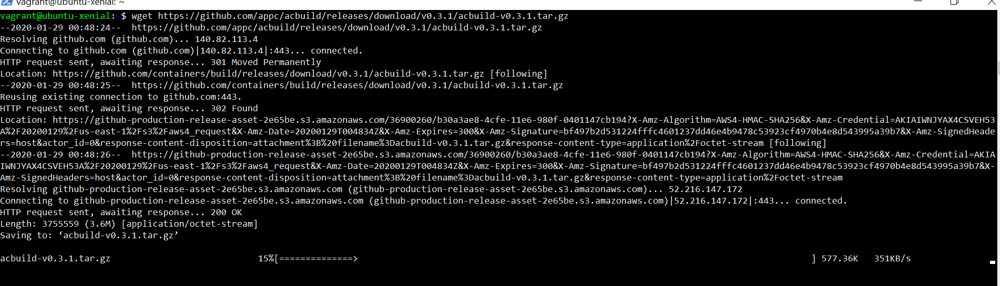 vagrant@ubuntu-xenial: ~
vagrant@ubuntu-xenial:~$ wget https://github.com/appc/acbuild/releases/download/v0.3.1/acbuild-v0.3.1.tar.gz
--2020-01-29 00:48:24--  https://github.com/appc/acbuild/releases/download/v0.3.1/acbuild-v0.3.1.tar.gz
Resolving github.com (github.com)... 140.82.113.4
Connecting to github.com (github.com)|140.82.113.4|:443... connected.
HTTP request sent, awaiting response... 301 Moved Permanently
Location: https://github.com/containers/build/releases/download/v0.3.1/acbuild-v0.3.1.tar.gz [following]
--2020-01-29 00:48:25--  https://github.com/containers/build/releases/download/v0.3.1/acbuild-v0.3.1.tar.gz
Reusing existing connection to github.com:443.
HTTP request sent, awaiting response... 302 Found
Location: https://github-production-release-asset-2e65be.s3.amazonaws.com/36900260/b30a3ae8-4cfe-11e6-980f-0401147cb194?X-Amz-Algorithm=AWS4-HMAC-SHA256&X-Amz-Credential=AKIAIWNJYAX4CSVEH53
A%2F20200129%2Fus-east-1%2Fs3%2Faws4_request&X-Amz-Date=20200129T004834Z&X-Amz-Expires=300&X-Amz-Signature=bf497b2d531224fffc4601237dd46e4b9478c53923cf4970b4e8d543995a39b7&X-Amz-SignedHeade
rs=host&actor_id=0&response-content-disposition=attachment%3B%20filename%3Dacbuild-v0.3.1.tar.gz&response-content-type=application%2Foctet-stream [following]
--2020-01-29 00:48:26--  https://github-production-release-asset-2e65be.s3.amazonaws.com/36900260/b30a3ae8-4cfe-11e6-980f-0401147cb194?X-Amz-Algorithm=AWS4-HMAC-SHA256&X-Amz-Credential=AKIA
IWNJYAX4CSVEH53A%2F20200129%2Fus-east-1%2Fs3%2Faws4_request&X-Amz-Date=20200129T004834Z&X-Amz-Expires=300&X-Amz-Signature=bf497b2d531224fffc4601237dd46e4b9478c53923cf4970b4e8d543995a39b7&X-
Amz-SignedHeaders=host&actor_id=0&response-content-disposition=attachment%3B%20filename%3Dacbuild-v0.3.1.tar.gz&response-content-type=application%2Foctet-stream
Resolving github-production-release-asset-2e65be.s3.amazonaws.com (github-production-release-asset-2e65be.s3.amazonaws.com)... 52.216.147.172
Connecting to github-production-release-asset-2e65be.s3.amazonaws.com (github-production-release-asset-2e65be.s3.amazonaws.com)|52.216.147.172|:443... connected.
HTTP request sent, awaiting response... 200 OK
Length: 3755559 (3.6M) [application/octet-stream]
Saving to: ‘acbuild-v0.3.1.tar.gz’
acbuild-v0.3.1.tar.gz 15%[==============> ] 577.36K 351KB/s